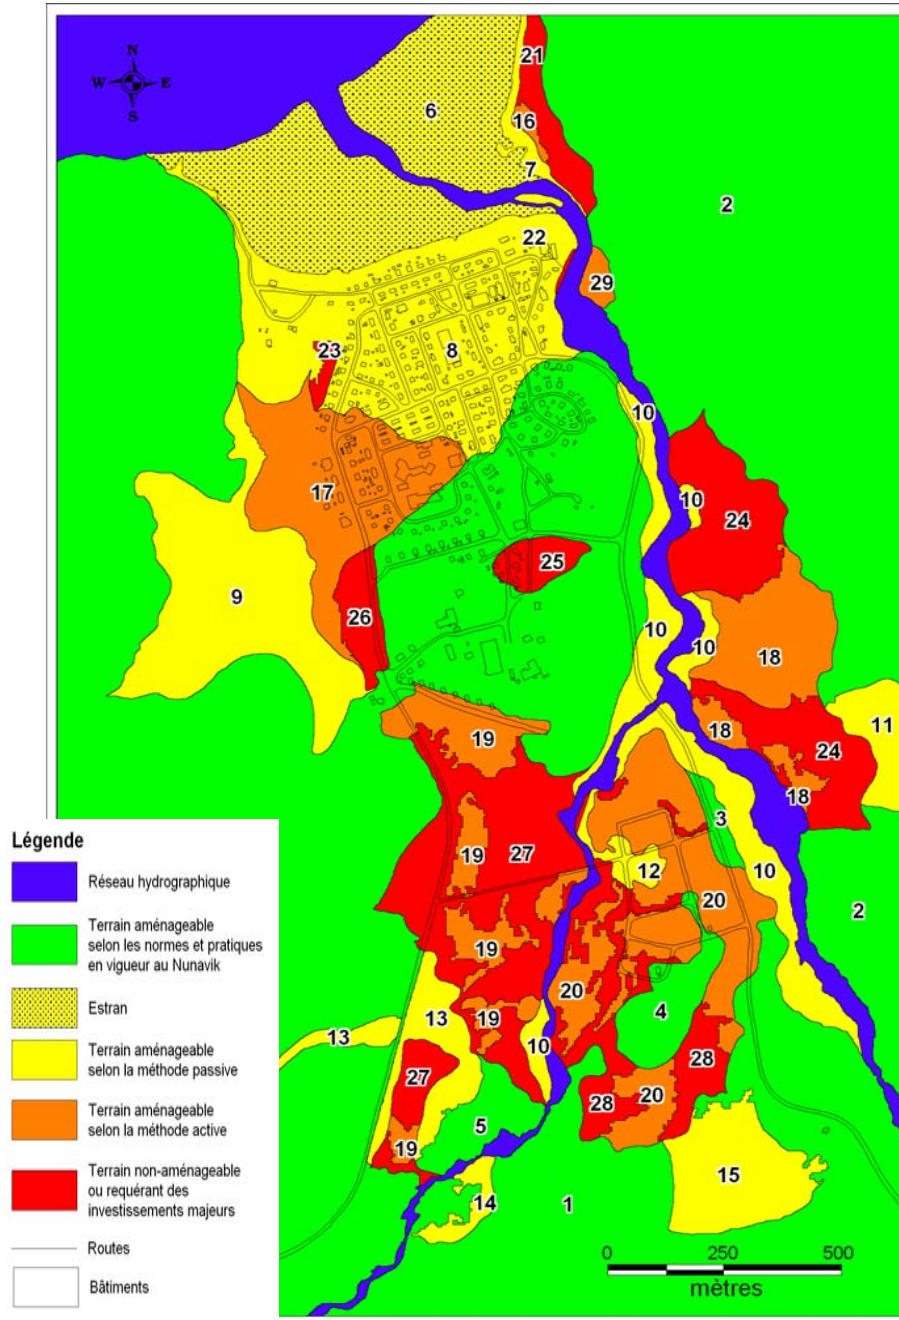 N
W E
S
21
6
16
7
2
22
29
23
8
10
17
10
24
25
9
26
10
10
18
11
18
24
19
18
3
27
19
12
10
20
2
19
20
13
4
13
19
10
28
27
20
28
5
19
15
14
1
Légende
Réseau hydrographique
Terrain aménageable
selon les normes et pratiques
en vigueur au Nunavik
Estran
Terrain aménageable
selon la méthode passive
Terrain aménageable
selon la méthode active
Terrain non-aménageable
ou requérant des
investissements majeurs
Routes
Bâtiments
0 250 500
mètres